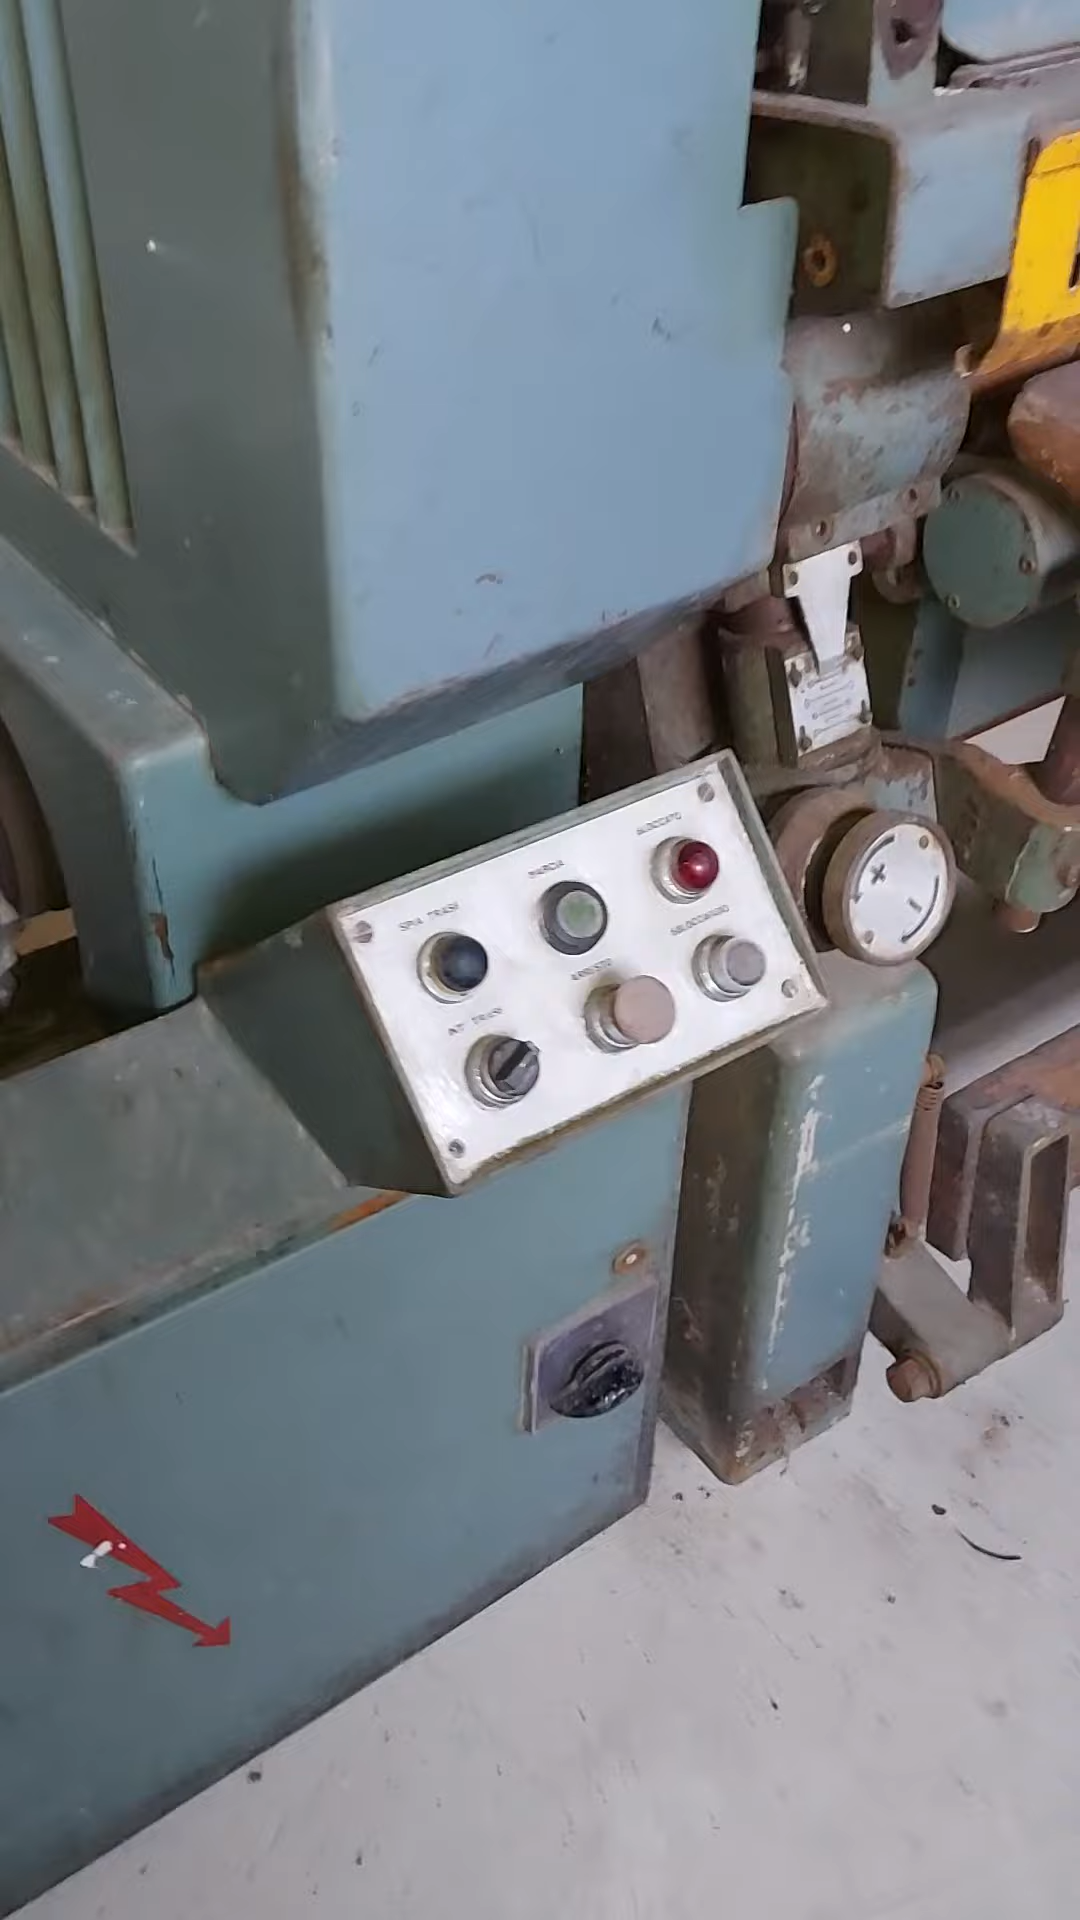 SPIA TRASF
MARCIA
BLOCCATO
INT TRASF
ARRESTO
SBLOCCAGGIO
+
-